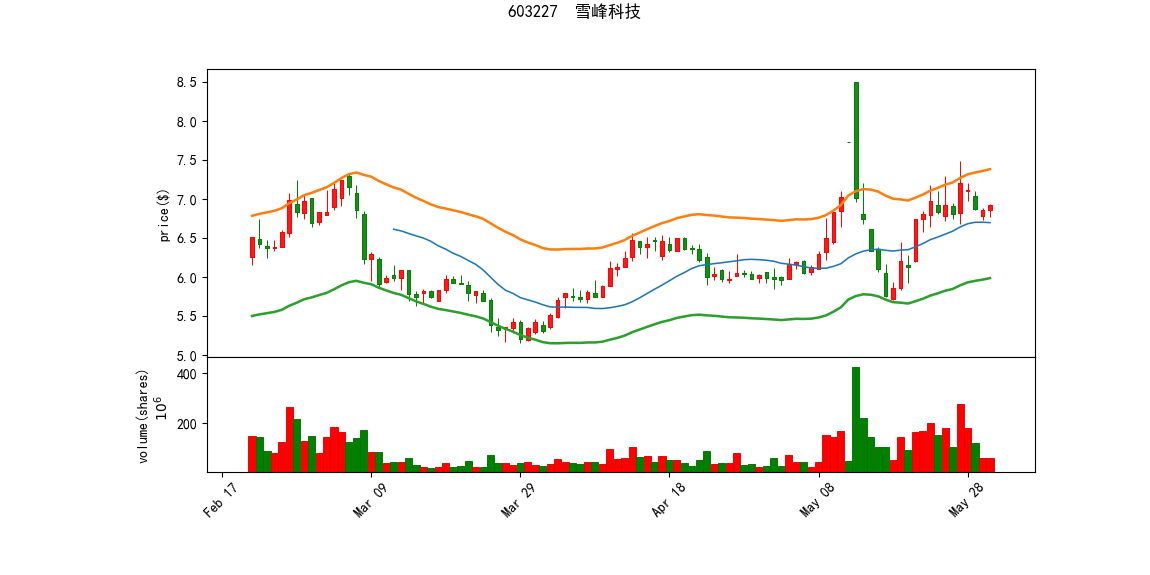 603227 雪峰科技
8.5
8.0
7.5
7.0
6.5
6.0
5.5
5.0
price($)
400
200
volume(shares)
10^6
Feb 17
Mar 09
Mar 29
Apr 18
May 08
May 28